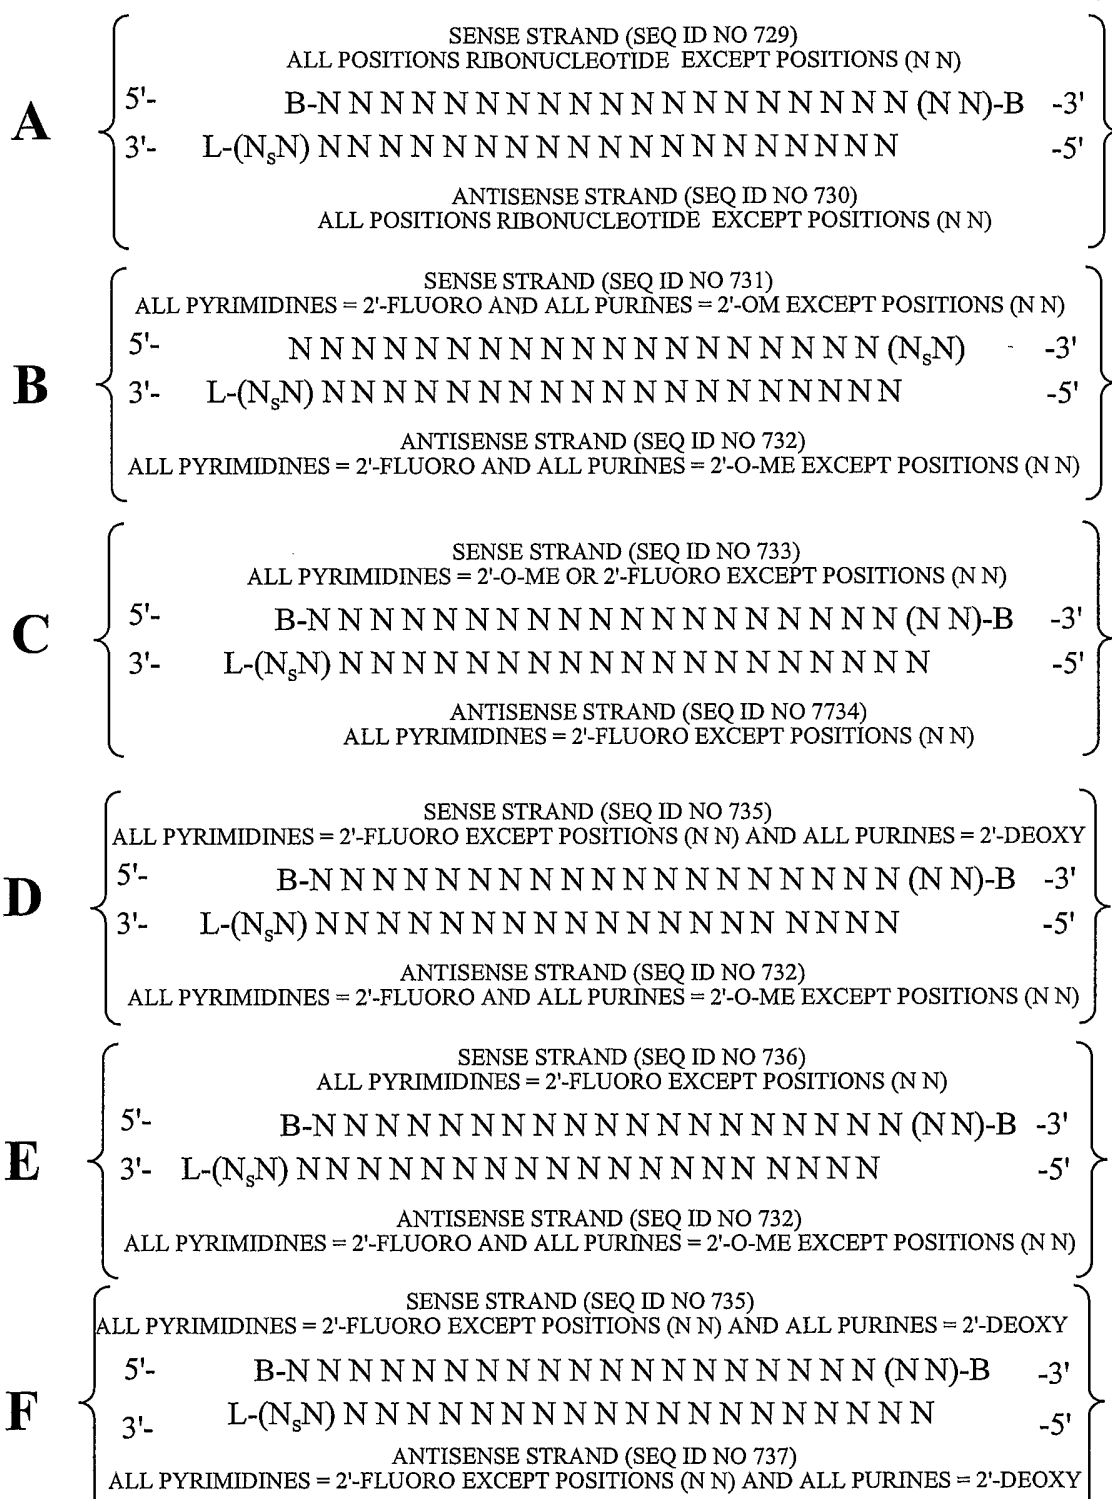 SENSE STRAND (SEQ ID NO 729)
ALL POSITIONS RIBONUCLEOTIDE EXCEPT POSITIONS (N N)
A
5'- B-N N N N N N N N N N N N N N N N N N N (N N)-B -3'
3'- L-(NsN) N N N N N N N N N N N N N N N N N N N -5'
ANTISENSE STRAND (SEQ ID NO 730)
ALL POSITIONS RIBONUCLEOTIDE EXCEPT POSITIONS (N N)
SENSE STRAND (SEQ ID NO 731)
ALL PYRIMIDINES = 2'-FLUORO AND ALL PURINES = 2'-OM EXCEPT POSITIONS (N N)
B
5'- N N N N N N N N N N N N N N N N N N N (NsN) -3'
3'- L-(NsN) N N N N N N N N N N N N N N N N N N N -5'
ANTISENSE STRAND (SEQ ID NO 732)
ALL PYRIMIDINES = 2'-FLUORO AND ALL PURINES = 2'-O-ME EXCEPT POSITIONS (N N)
SENSE STRAND (SEQ ID NO 733)
ALL PYRIMIDINES = 2'-O-ME OR 2'-FLUORO EXCEPT POSITIONS (N N)
C
5'- B-N N N N N N N N N N N N N N N N N N N (N N)-B -3'
3'- L-(NsN) N N N N N N N N N N N N N N N N N N N -5'
ANTISENSE STRAND (SEQ ID NO 7734)
ALL PYRIMIDINES = 2'-FLUORO EXCEPT POSITIONS (N N)
SENSE STRAND (SEQ ID NO 735)
ALL PYRIMIDINES = 2'-FLUORO EXCEPT POSITIONS (N N) AND ALL PURINES = 2'-DEOXY
D
5'- B-N N N N N N N N N N N N N N N N N N N (N N)-B -3'
3'- L-(NsN) N N N N N N N N N N N N N N N N N N N -5'
ANTISENSE STRAND (SEQ ID NO 732)
ALL PYRIMIDINES = 2'-FLUORO AND ALL PURINES = 2'-O-ME EXCEPT POSITIONS (N N)
SENSE STRAND (SEQ ID NO 736)
ALL PYRIMIDINES = 2'-FLUORO EXCEPT POSITIONS (N N)
E
5'- B-N N N N N N N N N N N N N N N N N N N (N N)-B -3'
3'- L-(NsN) N N N N N N N N N N N N N N N N N N N -5'
ANTISENSE STRAND (SEQ ID NO 732)
ALL PYRIMIDINES = 2'-FLUORO AND ALL PURINES = 2'-O-ME EXCEPT POSITIONS (N N)
SENSE STRAND (SEQ ID NO 735)
ALL PYRIMIDINES = 2'-FLUORO EXCEPT POSITIONS (N N) AND ALL PURINES = 2'-DEOXY
F
5'- B-N N N N N N N N N N N N N N N N N N N (N N)-B -3'
3'- L-(NsN) N N N N N N N N N N N N N N N N N N N -5'
ANTISENSE STRAND (SEQ ID NO 737)
ALL PYRIMIDINES = 2'-FLUORO EXCEPT POSITIONS (N N) AND ALL PURINES = 2'-DEOXY